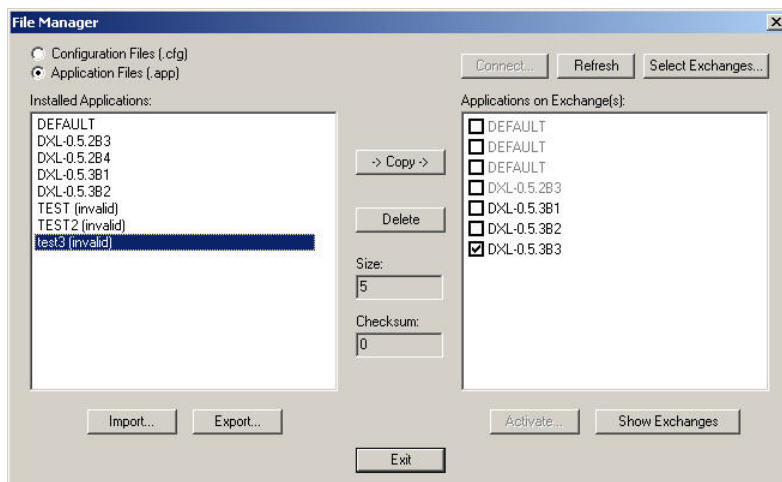 File Manager
Configuration Files (.cfg)
Application Files (.app)
Connect...
Refresh
Select Exchanges...
Installed Applications:
DEFAULT
DXL-0.5.2B3
DXL-0.5.2B4
DXL-0.5.3B1
DXL-0.5.3B2
TEST (invalid)
TEST2 (invalid)
test3 (invalid)
-> Copy ->
Delete
Size:
5
Checksum:
0
Applications on Exchange(s):
DEFAULT
DEFAULT
DEFAULT
DXL-0.5.2B3
DXL-0.5.3B1
DXL-0.5.3B2
DXL-0.5.3B3
Import...
Export...
Activate...
Show Exchanges
Exit